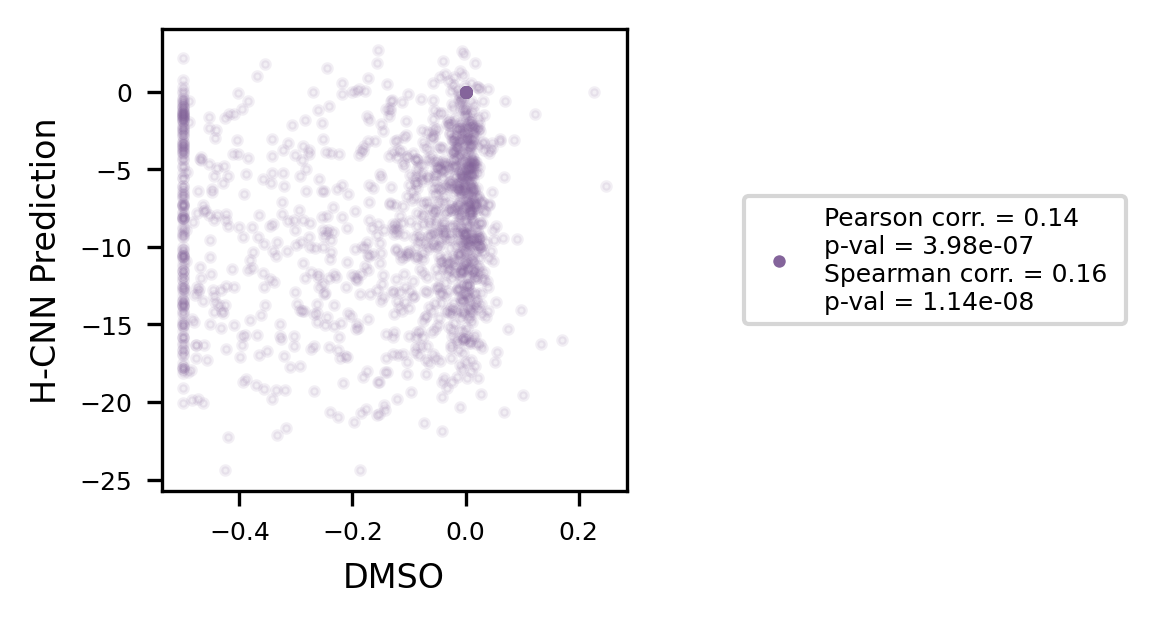 H-CNN Prediction
0
−5
−10
−15
−20
−25
−0.4
−0.2
0.0
0.2
DMSO
Pearson corr. = 0.14
p-val = 3.98e-07
Spearman corr. = 0.16
p-val = 1.14e-08